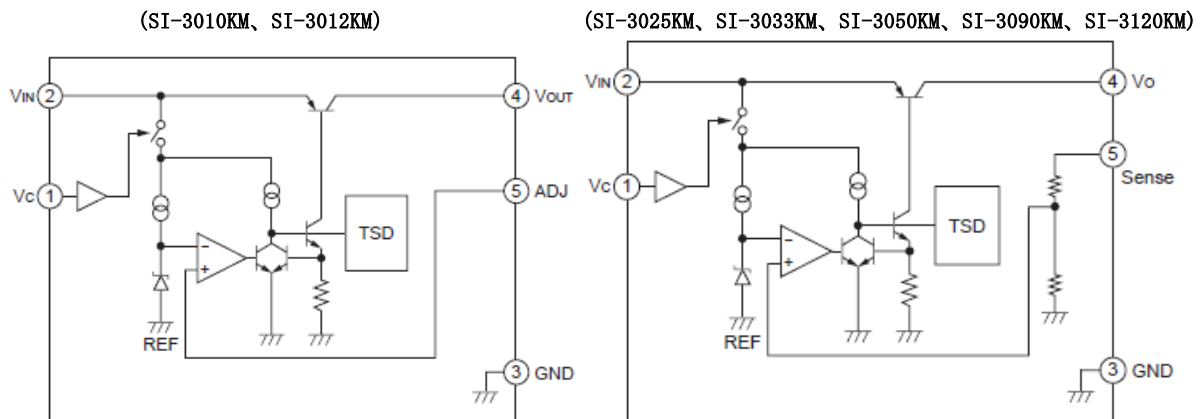 (SI-3010KM、SI-3012KM)
VIN 2
4 VOUT
VC 1
5 ADJ
TSD
− 
+
REF
3 GND
(SI-3025KM、SI-3033KM、SI-3050KM、SI-3090KM、SI-3120KM)
VIN 2
4 VO
5
Sense
VC 1
TSD
−
+
REF
3 GND